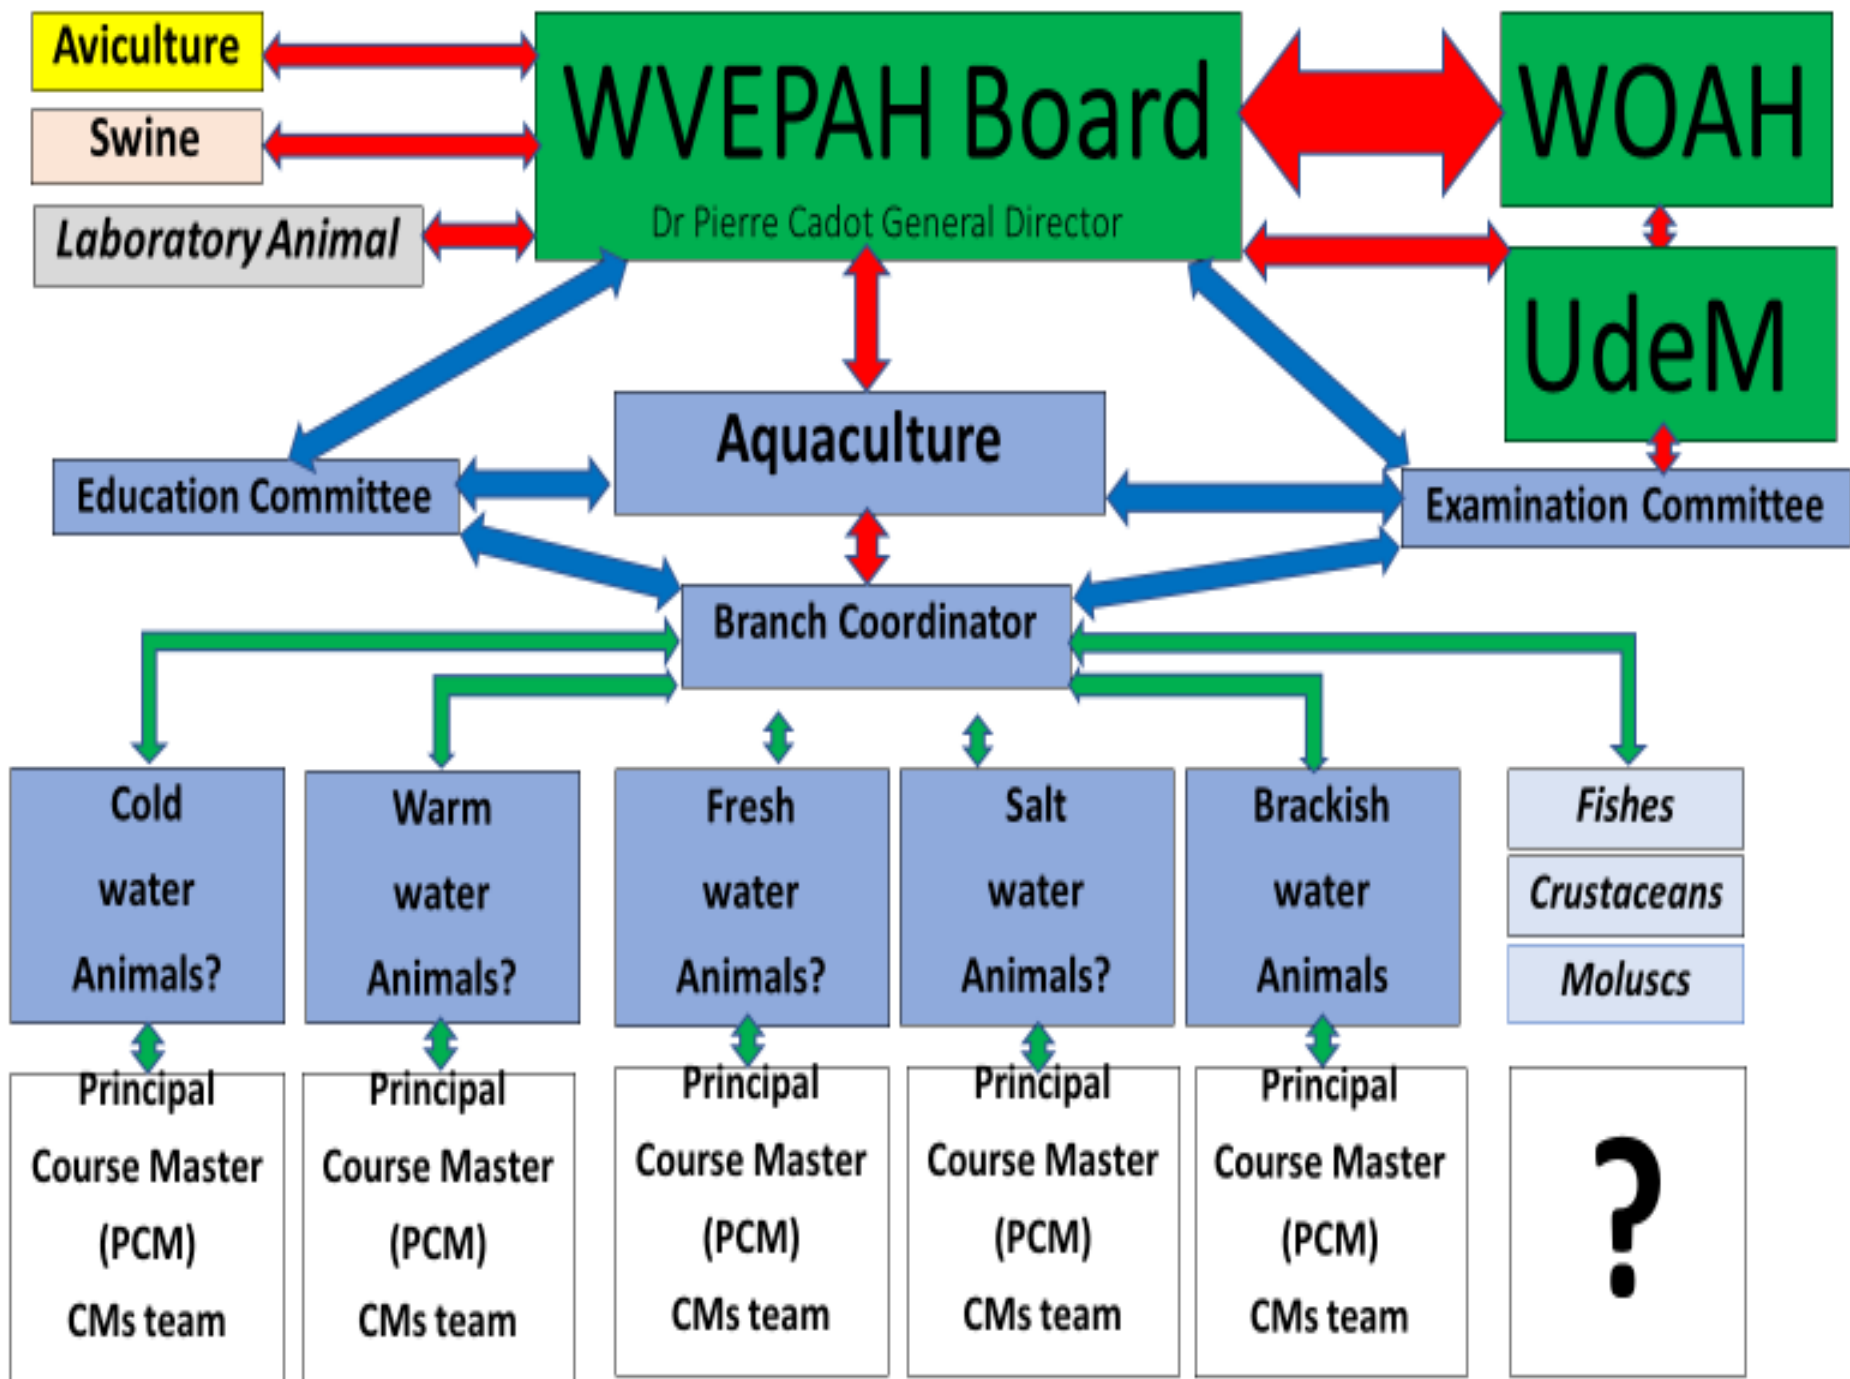 Aviculture
Swine
Laboratory Animal
WVEPAH Board
Dr Pierre Cadot General Director
WOAH
UdeM
Aquaculture
Education Committee
Examination Committee
Branch Coordinator
Cold
water
Animals?
Warm
water
Animals?
Fresh
water
Animals?
Salt
water
Animals?
Brackish
water
Animals
Fishes
Crustaceans
Moluscs
Principal
Course Master
(PCM)
CMs team
Principal
Course Master
(PCM)
CMs team
Principal
Course Master
(PCM)
CMs team
Principal
Course Master
(PCM)
CMs team
Principal
Course Master
(PCM)
CMs team
?